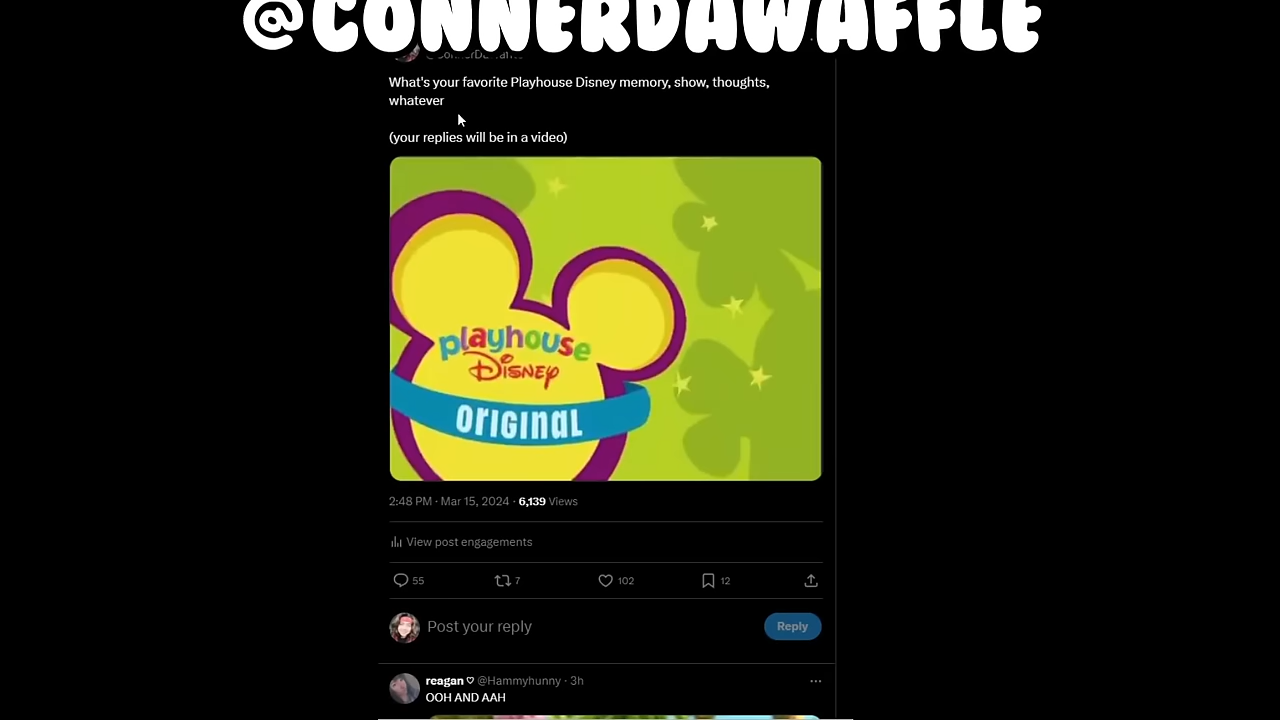 @CONNERDAWAFFLE
What's your favorite Playhouse Disney memory, show, thoughts,
whatever
(your replies will be in a video)
playhouse
Disney
original
2:48 PM · Mar 15, 2024 · 6,139 Views
View post engagements
55 7 102 12
Post your reply
Reply
reagan ♡ @Hammyhunny · 3h
OOH AND AAH